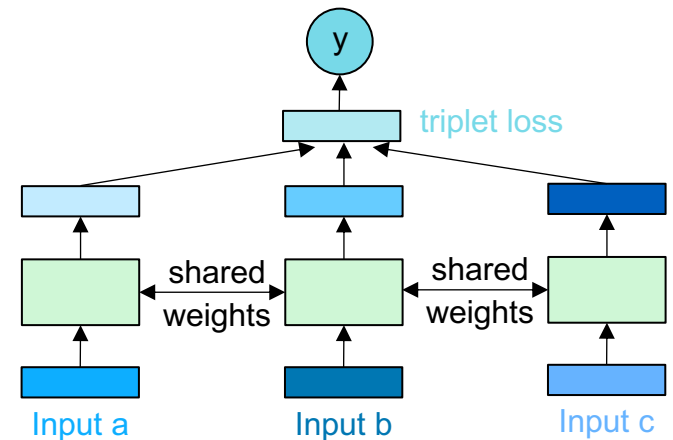 y
triplet loss
shared
weights
shared
weights
Input a
Input b
Input c